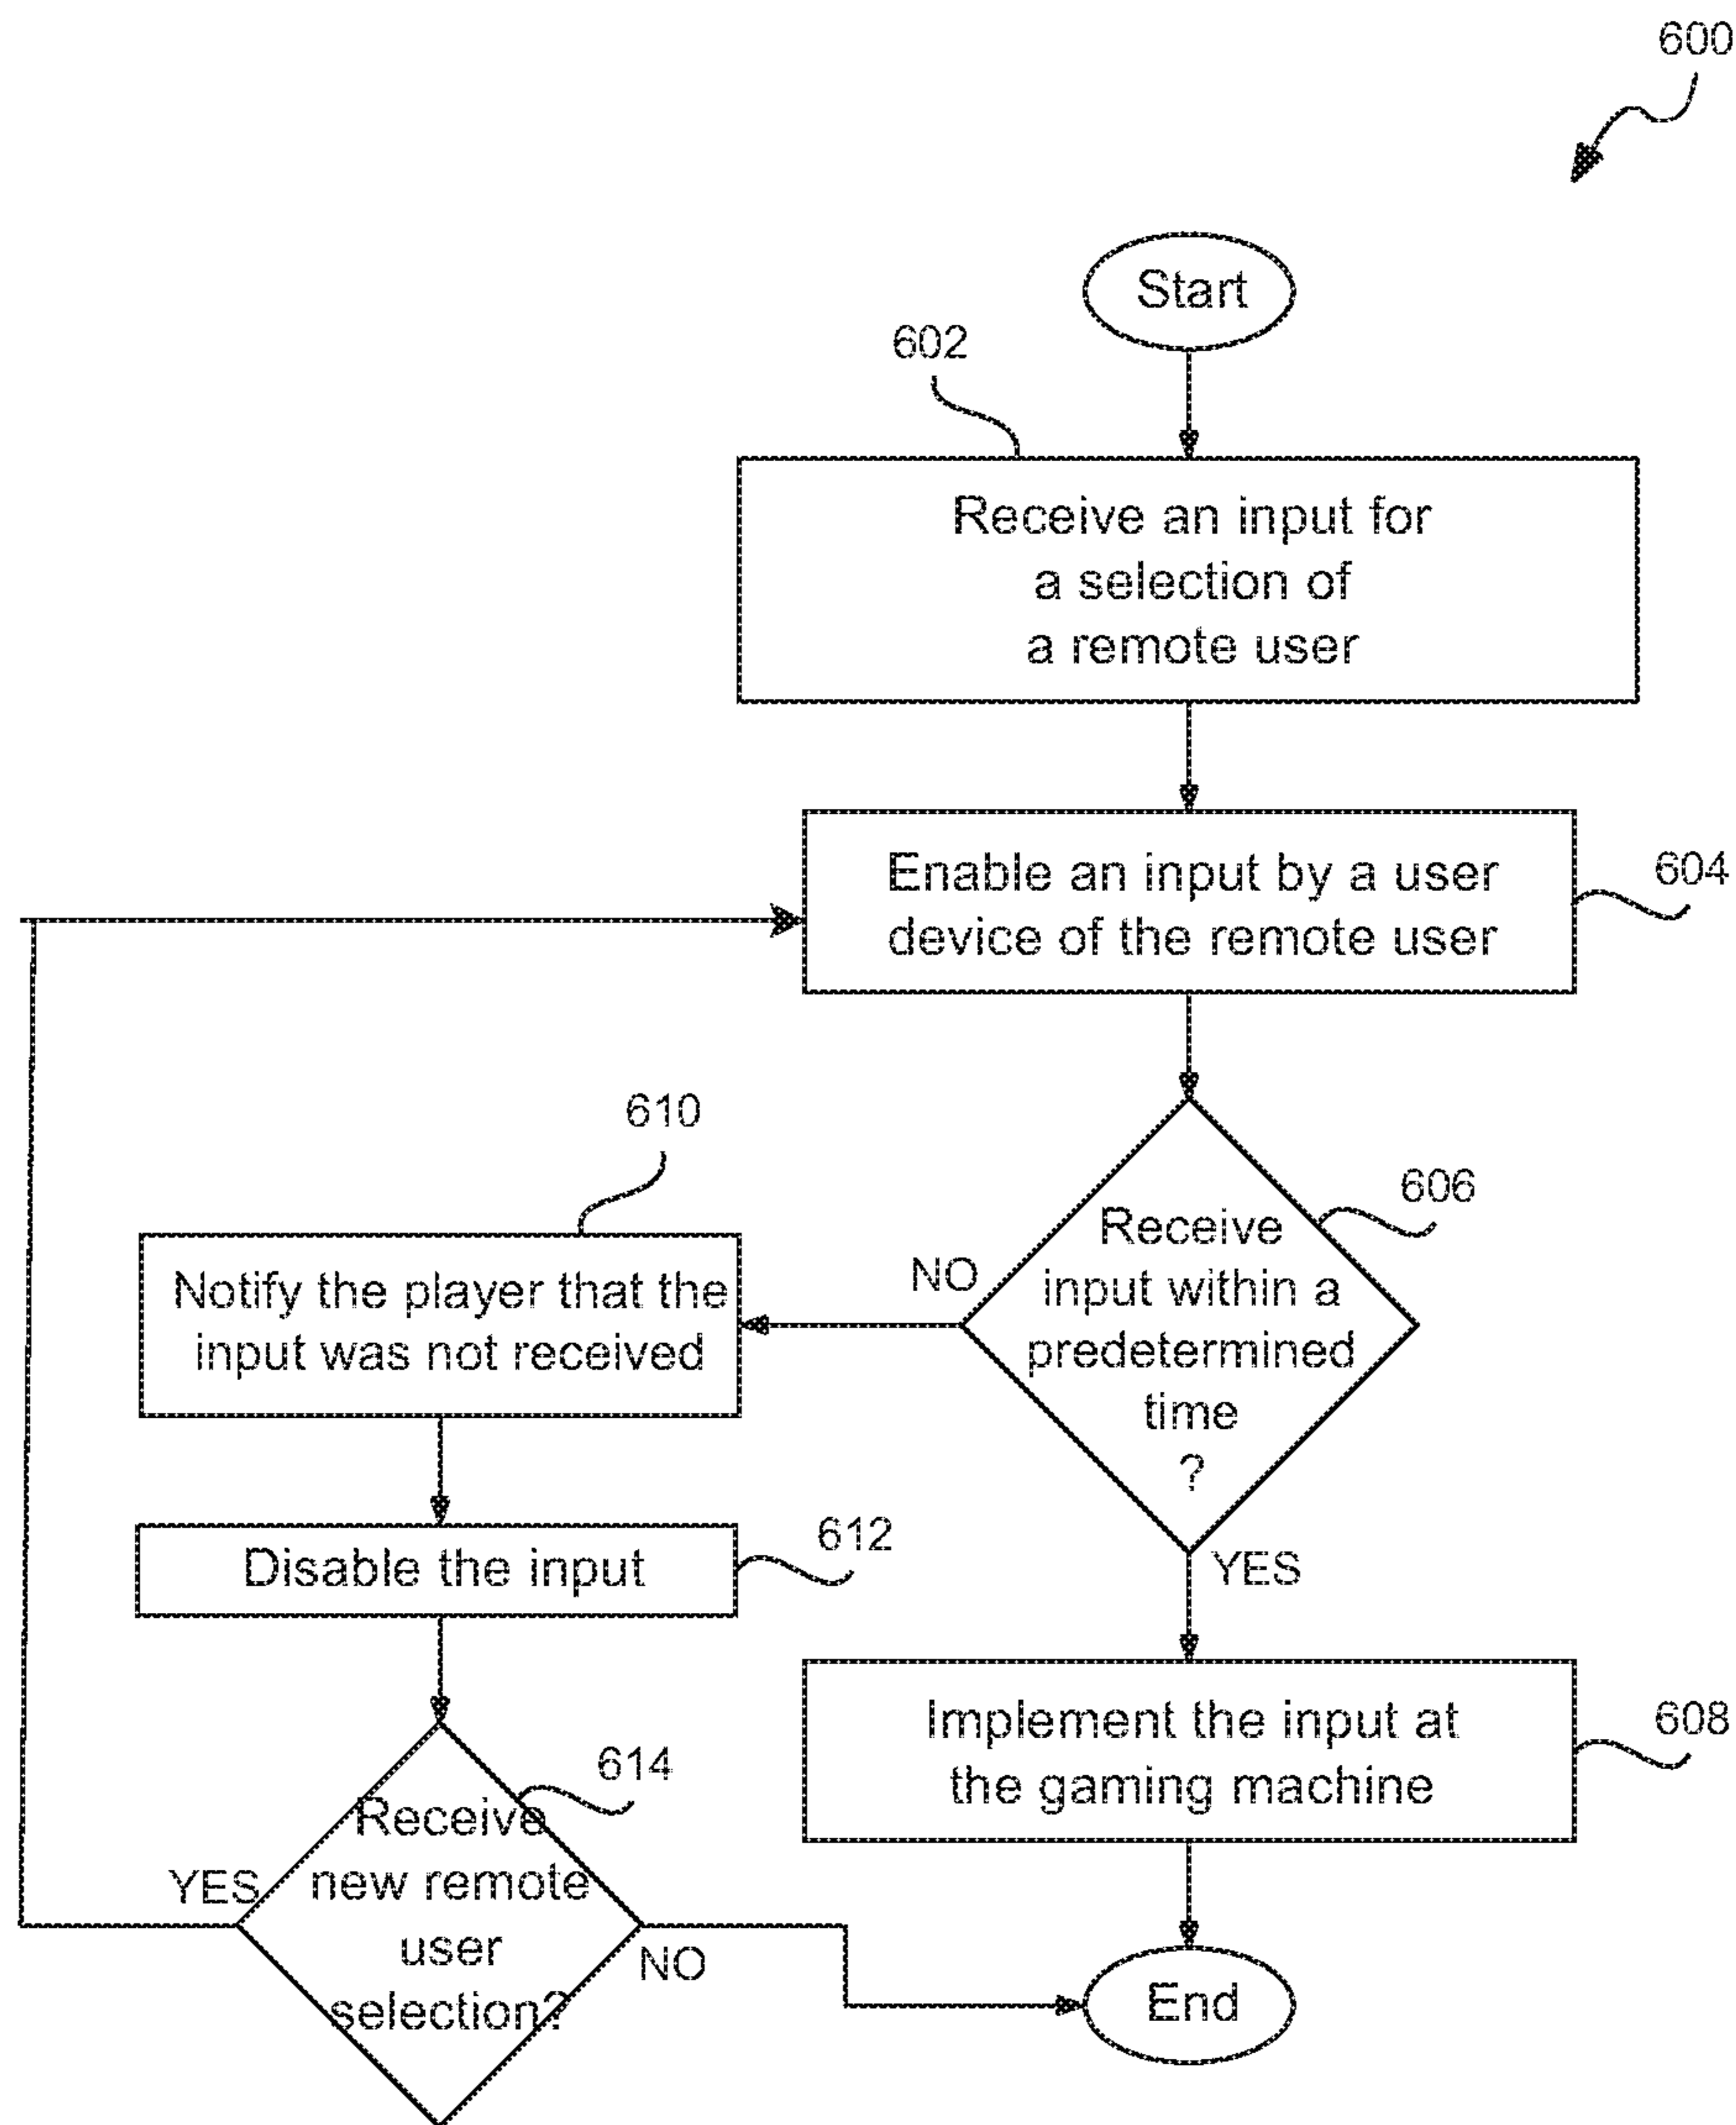 600
Start
602
Receive an input for
a selection of
a remote user
Enable an input by a user
device of the remote user
604
610
606
Receive
input within a
predetermined
time
?
NO
YES
Notify the player that the
input was not received
Disable the input
612
Implement the input at
the gaming machine
608
614
Receive
new remote
user
selection?
YES
NO
End